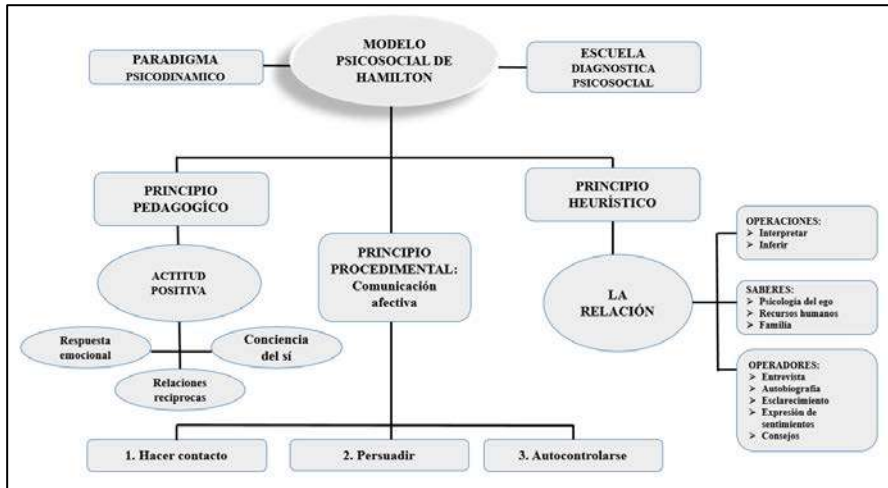 MODELO
PSICOSOCIAL DE
HAMILTON
PARADIGMA
PSICODINAMICO
ESCUELA
DIAGNOSTICA
PSICOSOCIAL
PRINCIPIO
PEDAGOGÍCO
ACTITUD
POSITIVA
Respuesta
emocional
Conciencia
del sí
Relaciones
reciprocas
PRINCIPIO
PROCEDIMENTAL:
Comunicación
afectiva
1. Hacer contacto
2. Persuadir
3. Autocontrolarse
PRINCIPIO
HEURÍSTICO
LA
RELACIÓN
OPERACIONES:
➢ Interpretar
➢ Inferir
SABERES:
➢ Psicología del ego
➢ Recursos humanos
➢ Familia
OPERADORES:
➢ Entrevista
➢ Autobiografía
➢ Esclarecimiento
➢ Expresión de
sentimientos
➢ Consejos